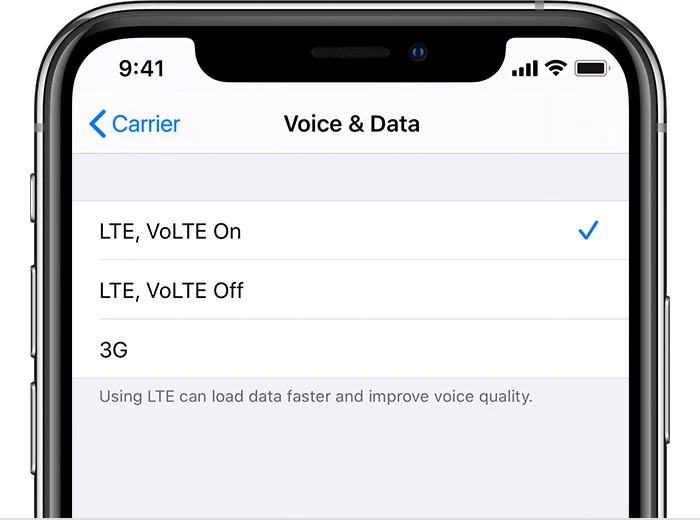 9:41
Carrier
Voice & Data
LTE, VoLTE On
LTE, VoLTE Off
3G
Using LTE can load data faster and improve voice quality.